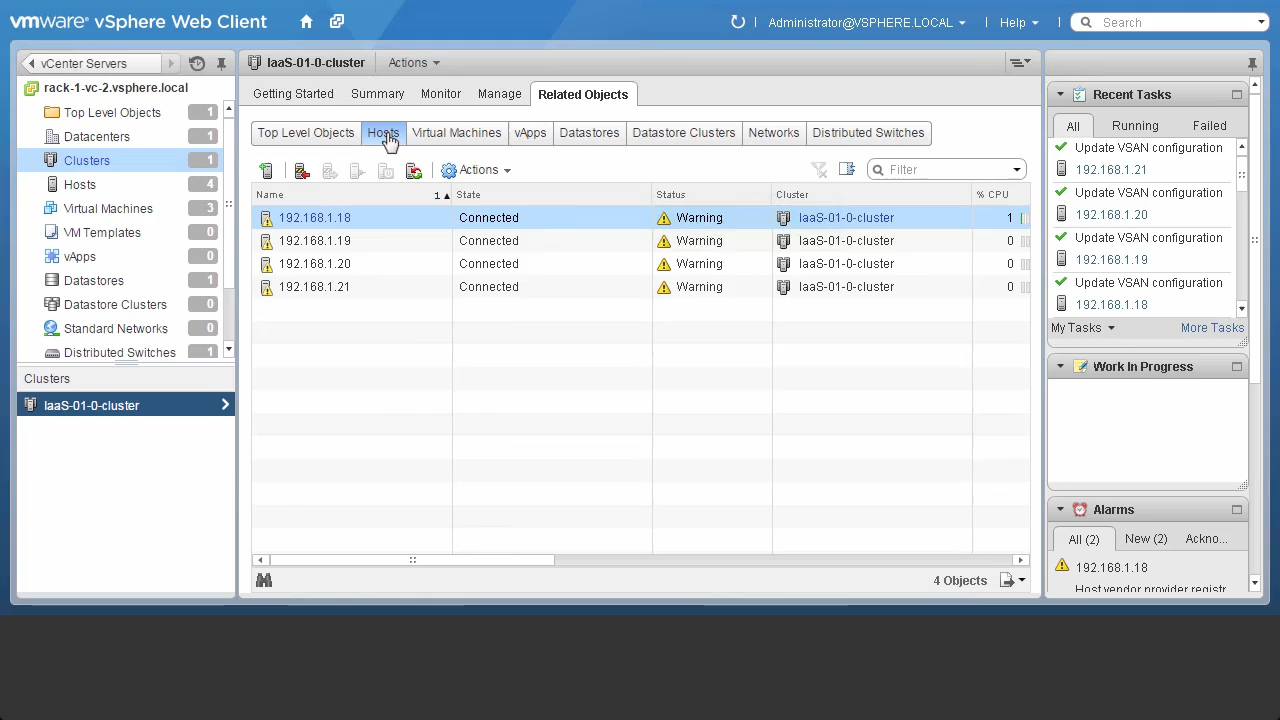 vmware® vSphere Web Client
Administrator@VSPHERE.LOCAL
Help
Search
vCenter Servers
rack-1-vc-2.vsphere.local
Top Level Objects 1
Datacenters 1
Clusters 1
Hosts 4
Virtual Machines 3
VM Templates 0
vApps 0
Datastores 1
Datastore Clusters 0
Standard Networks 0
Distributed Switches 1
Clusters
IaaS-01-0-cluster
IaaS-01-0-cluster Actions
Getting Started Summary Monitor Manage Related Objects
Top Level Objects Hosts Virtual Machines vApps Datastores Datastore Clusters Networks Distributed Switches
Actions
Filter
Name 1 State Status Cluster % CPU
192.168.1.18 Connected Warning IaaS-01-0-cluster 1
192.168.1.19 Connected Warning IaaS-01-0-cluster 0
192.168.1.20 Connected Warning IaaS-01-0-cluster 0
192.168.1.21 Connected Warning IaaS-01-0-cluster 0
4 Objects
Recent Tasks
All Running Failed
Update VSAN configuration
192.168.1.21
Update VSAN configuration
192.168.1.20
Update VSAN configuration
192.168.1.19
Update VSAN configuration
192.168.1.18
My Tasks More Tasks
Work In Progress
Alarms
All (2) New (2) Ackno...
192.168.1.18
Host vendor provider registr